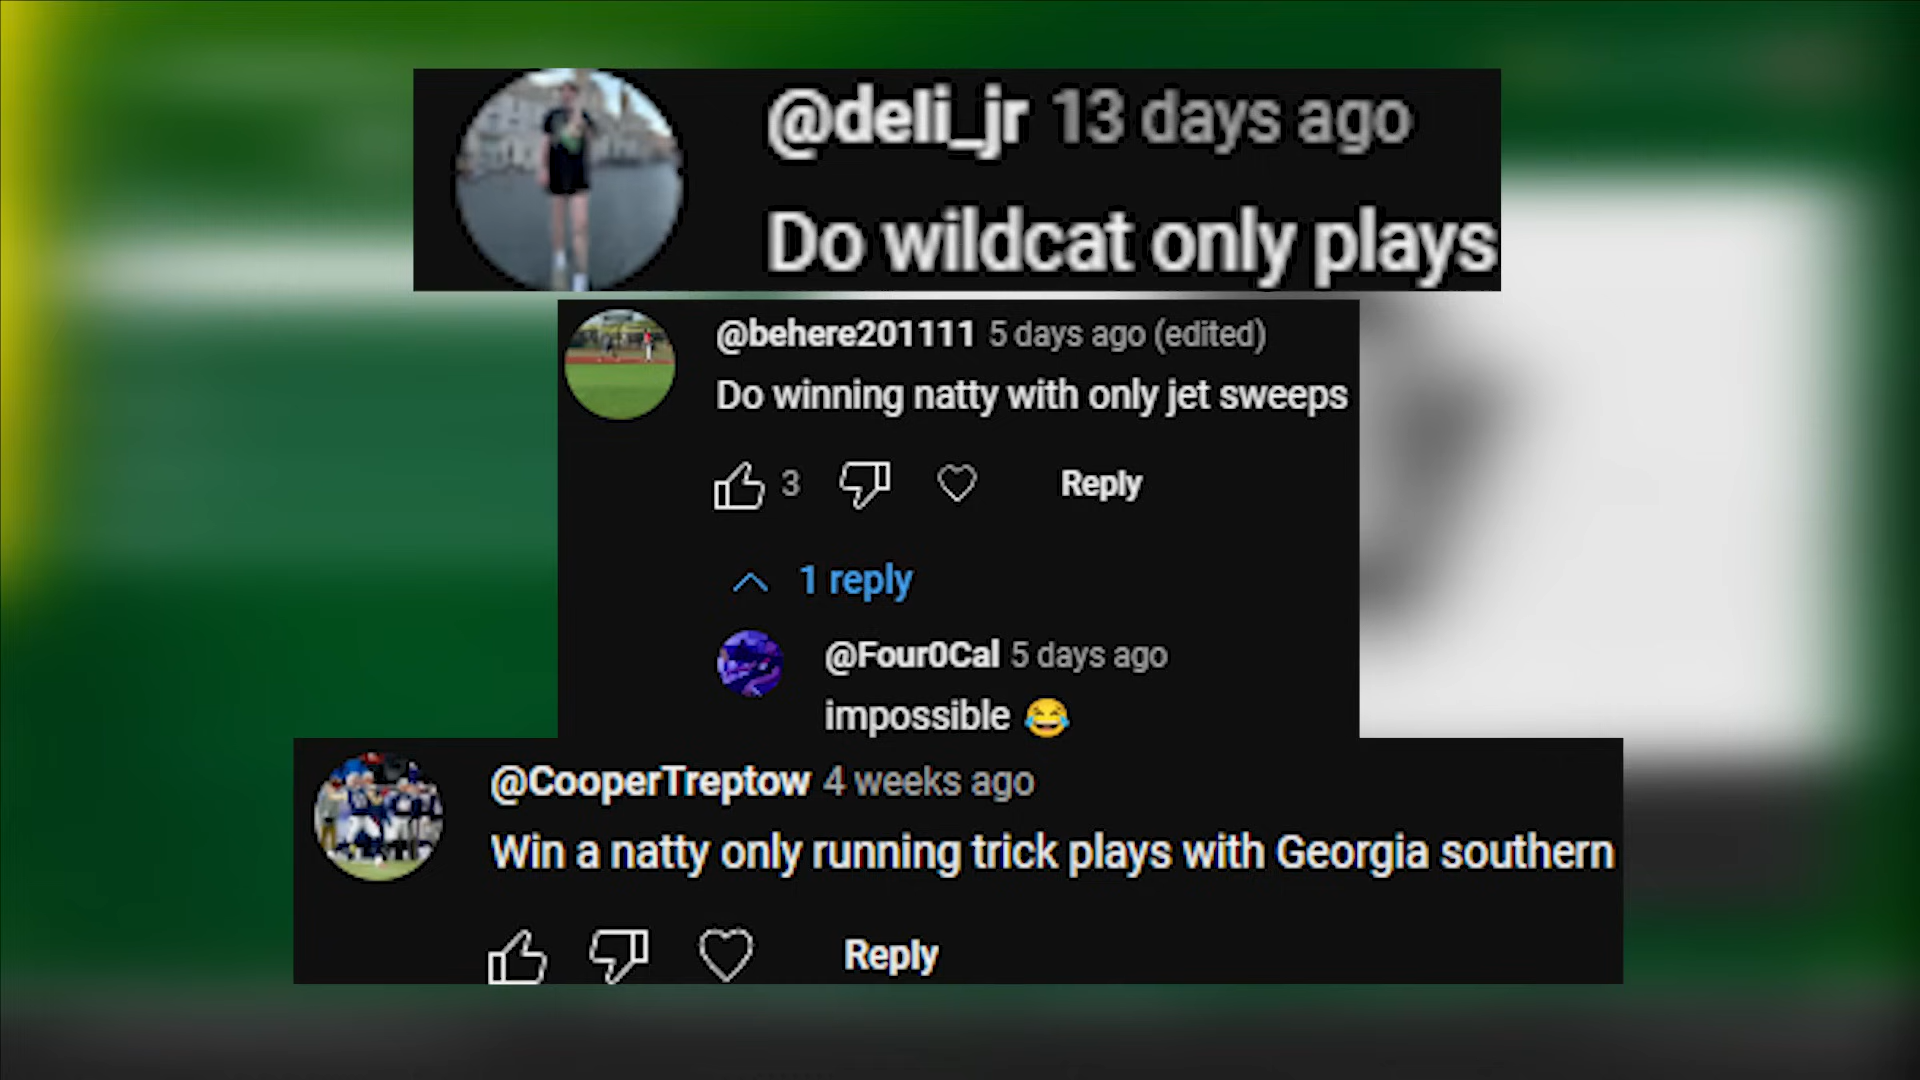 @deli_jr 13 days ago
Do wildcat only plays
@behere201111 5 days ago (edited)
Do winning natty with only jet sweeps
3 Reply
1 reply
@Four0Cal 5 days ago
impossible 😂
@CooperTreptow 4 weeks ago
Win a natty only running trick plays with Georgia southern
Reply